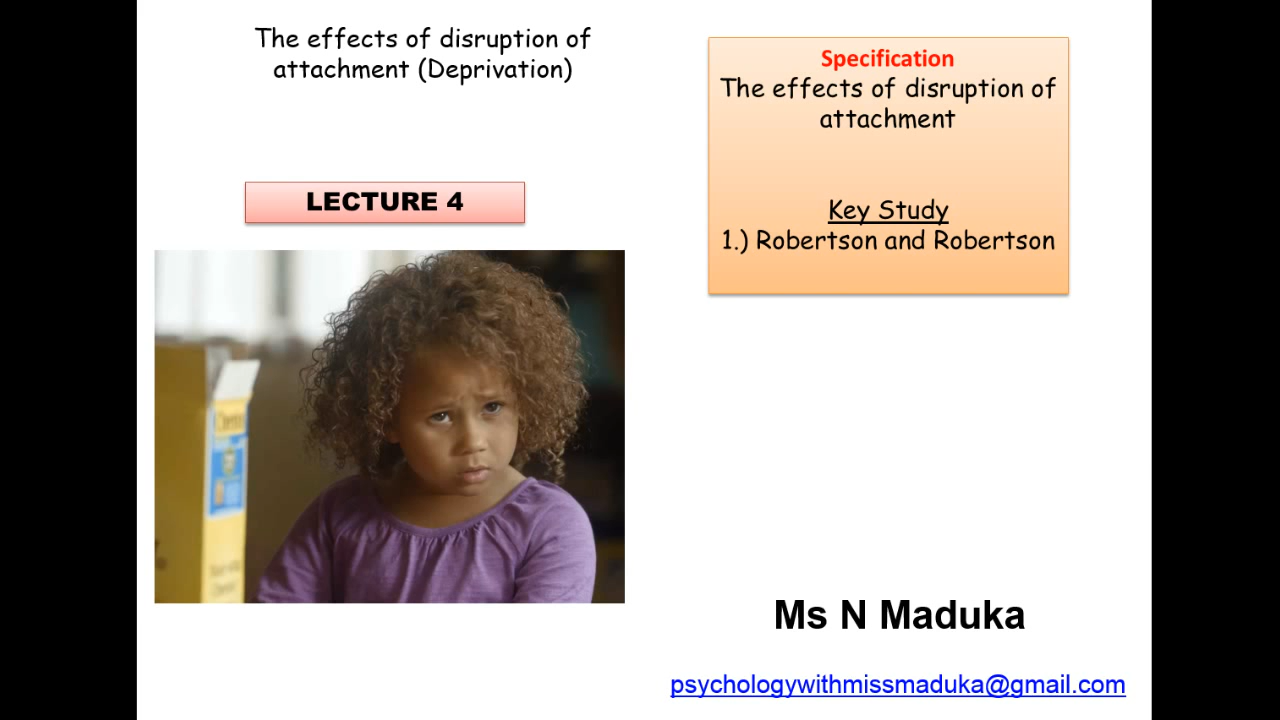 The effects of disruption of
attachment (Deprivation)
Specification
The effects of disruption of
attachment
Key Study
1.) Robertson and Robertson
LECTURE 4
Ms N Maduka
psychologywithmissmaduka@gmail.com